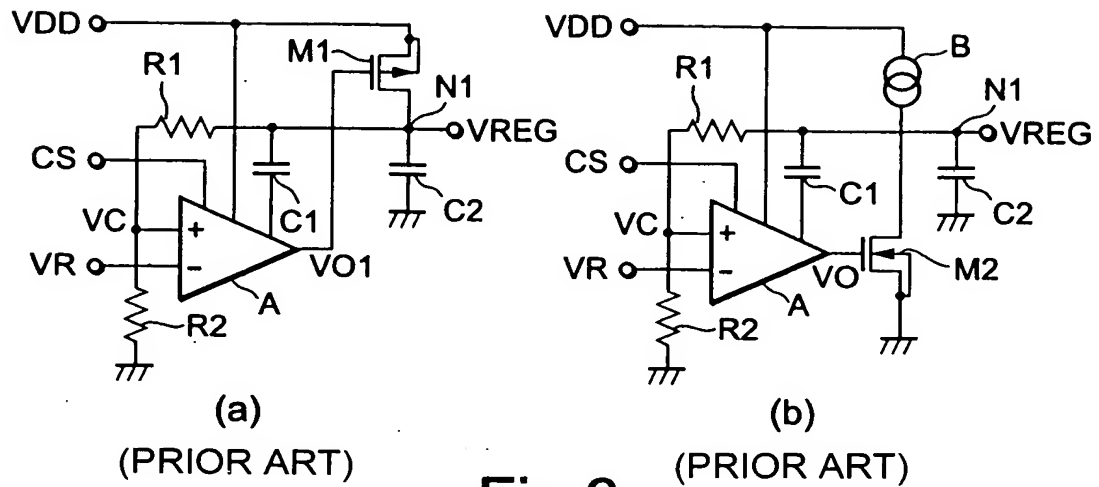 VDD
M1
R1
N1
VREG
CS
C1
C2
VC
+
VR
-
VO1
A
R2
(a)
(PRIOR ART)
VDD
B
R1
N1
VREG
CS
C1
C2
VC
+
VR
-
VO
M2
A
R2
(b)
(PRIOR ART)